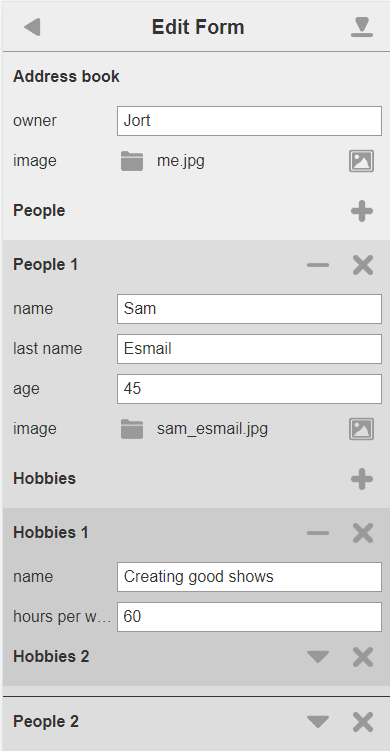 Edit Form
Address book
owner Jort
image me.jpg
People
People 1
name Sam
last name Esmail
age 45
image sam_esmail.jpg
Hobbies
Hobbies 1
name Creating good shows
hours per w... 60
Hobbies 2
People 2